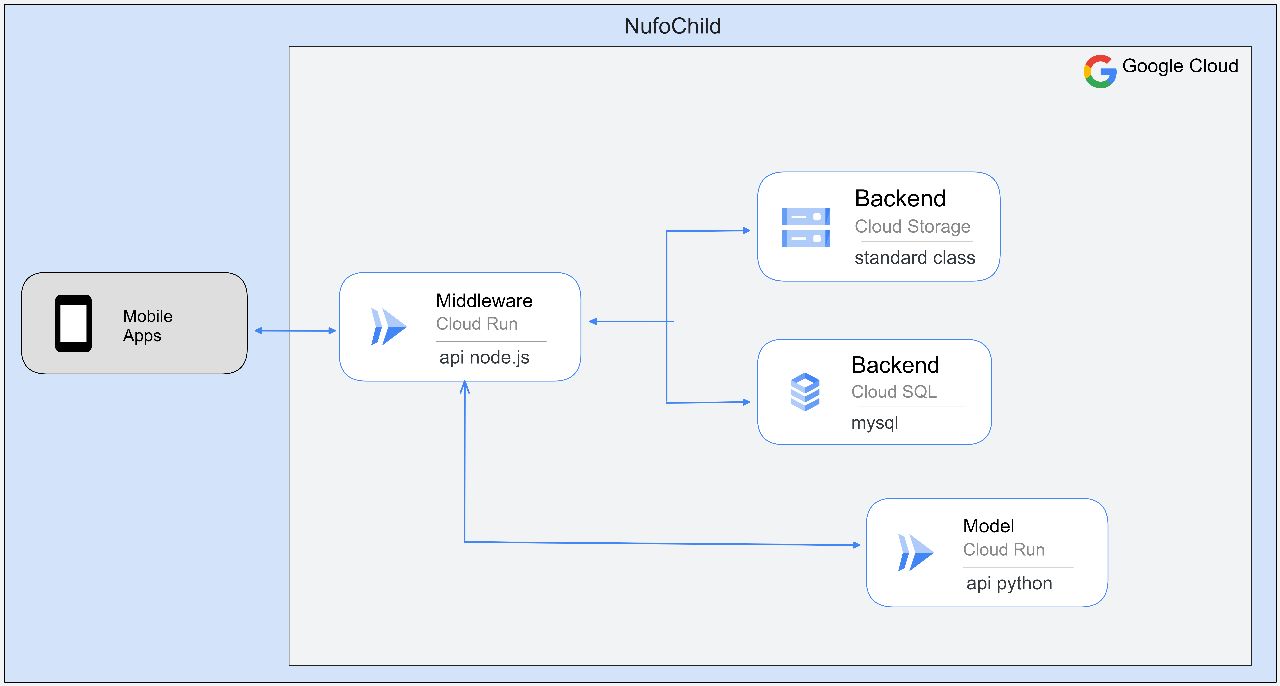 NufoChild
Google Cloud
Mobile
Apps
Middleware
Cloud Run
api node.js
Backend
Cloud Storage
standard class
Backend
Cloud SQL
mysql
Model
Cloud Run
api python